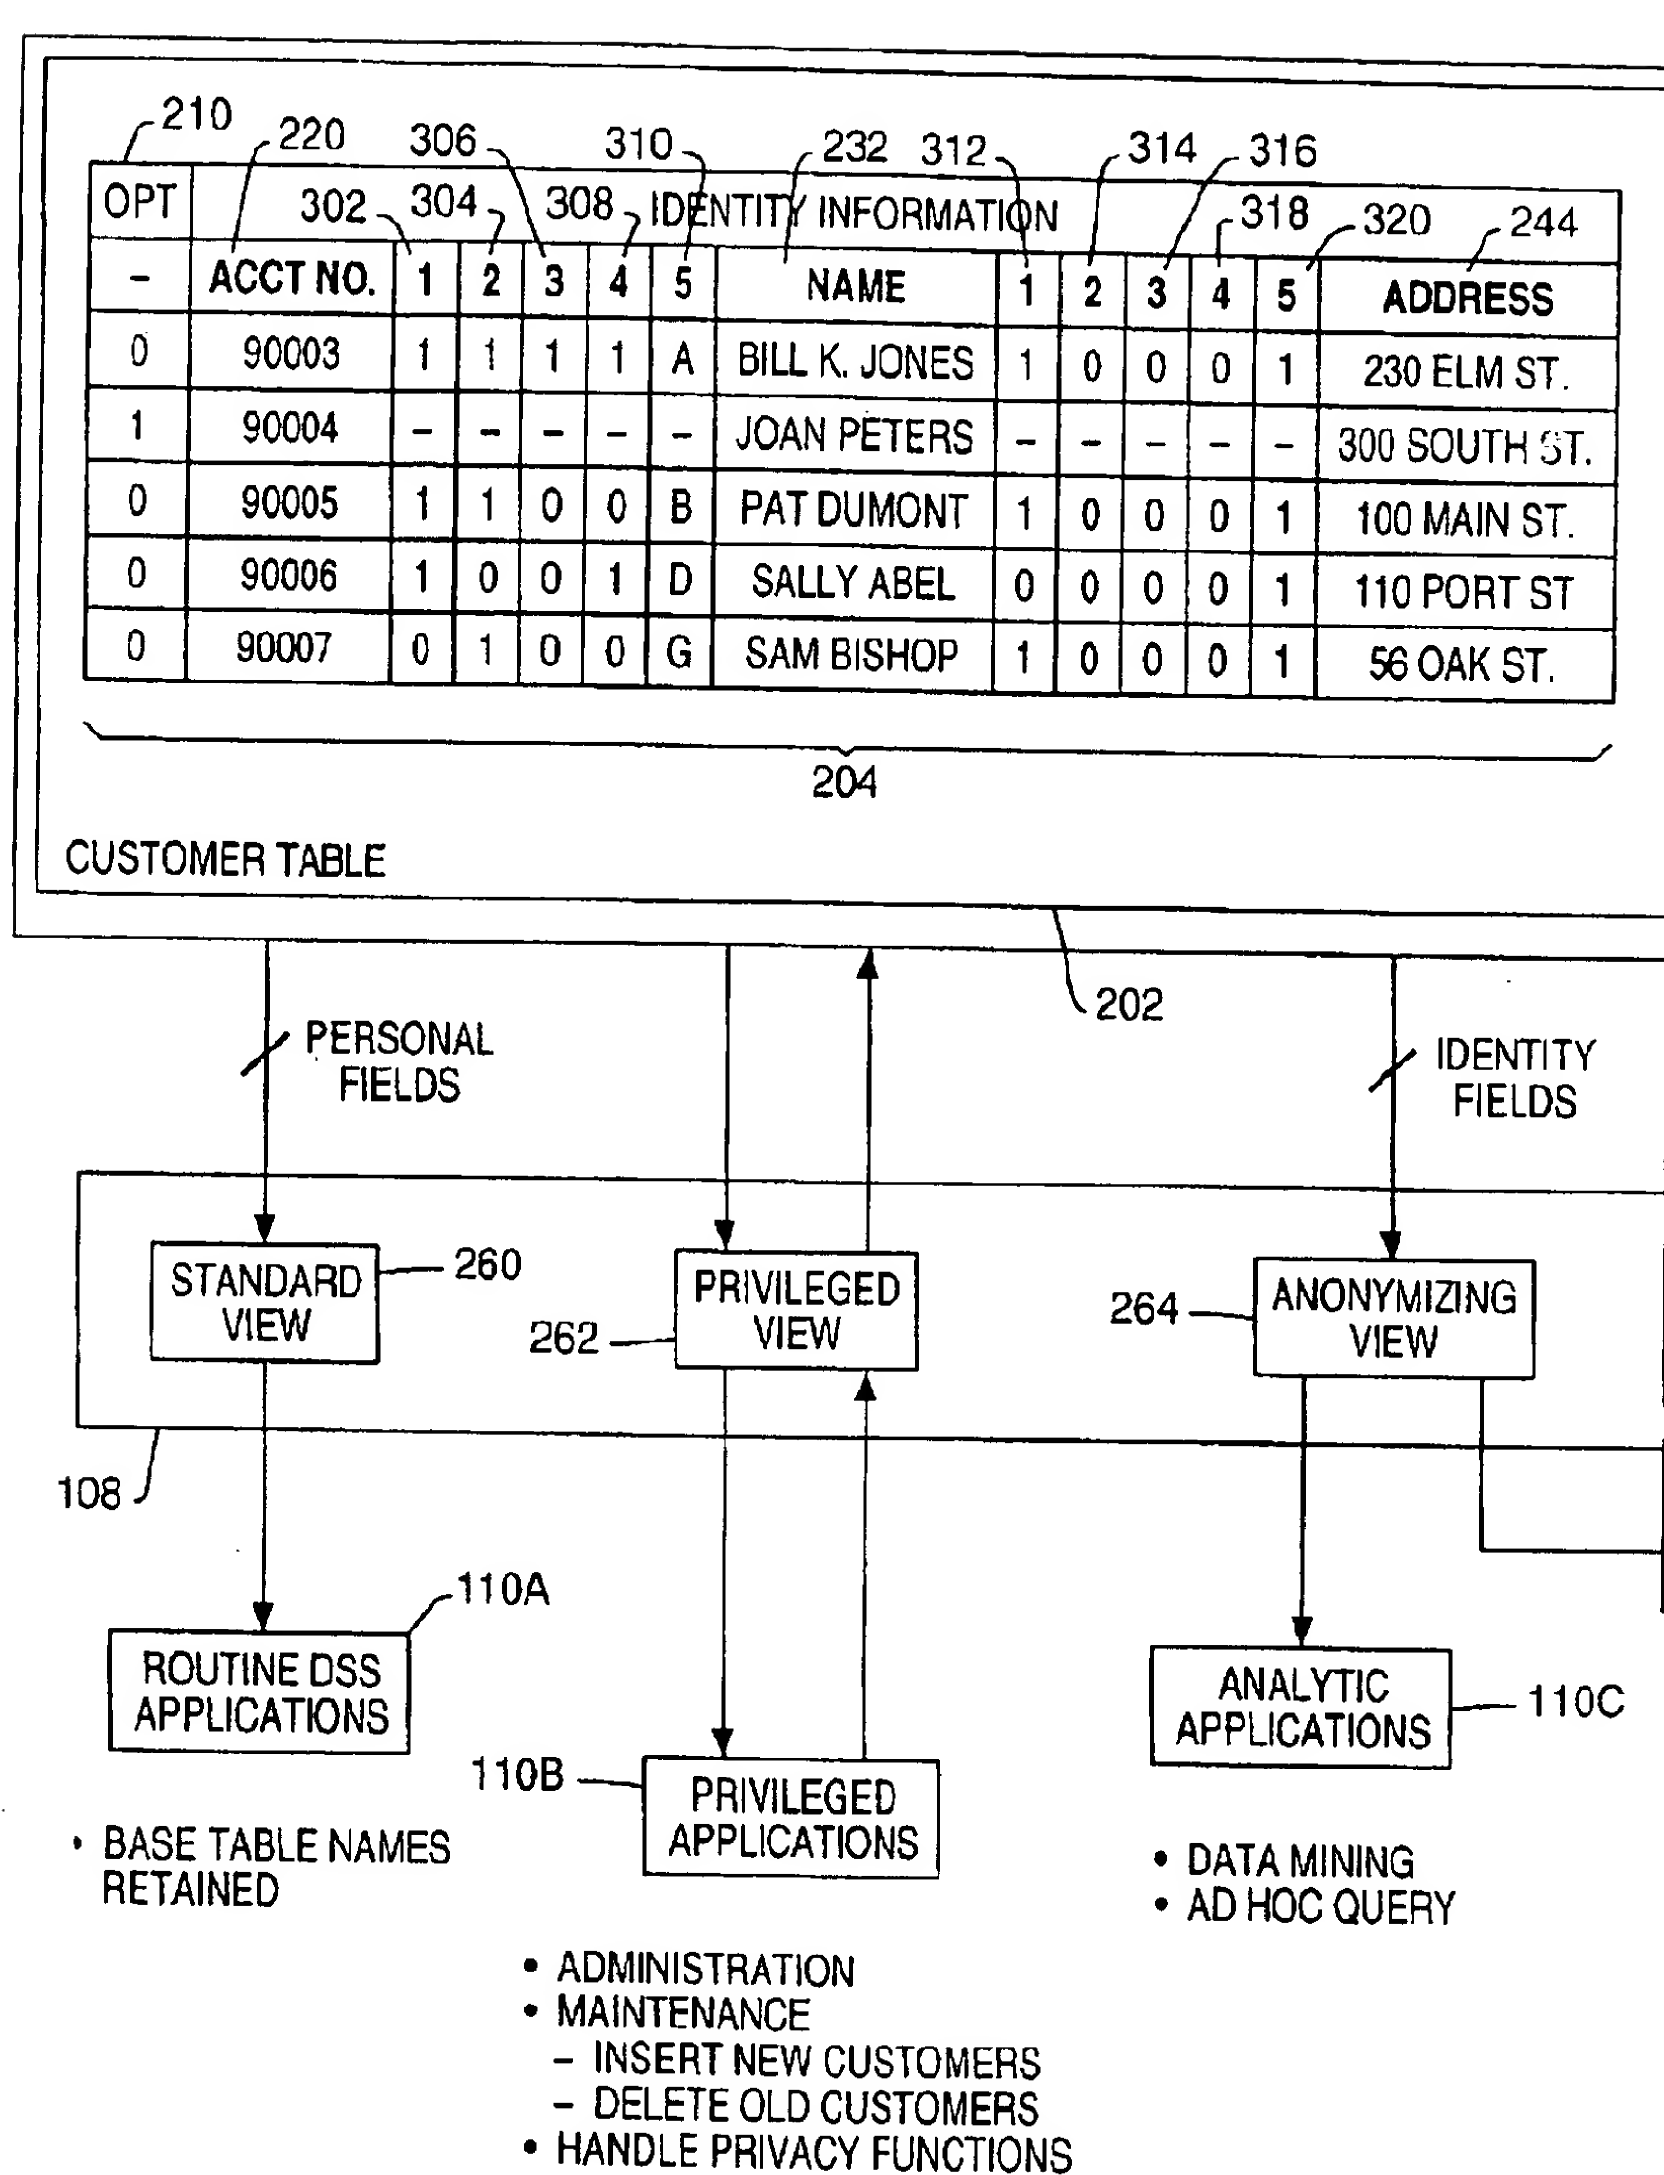 210
220 306 310 232 312 314 316
OPT 302 304 308 IDENTITY INFORMATION 318 320 244
– ACCT NO. 1 2 3 4 5 NAME 1 2 3 4 5 ADDRESS
0 90003 1 1 1 1 A BILL K. JONES 1 0 0 0 1 230 ELM ST.
1 90004 – – – – – JOAN PETERS – – – – – 300 SOUTH ST.
0 90005 1 1 0 0 B PAT DUMONT 1 0 0 0 1 100 MAIN ST.
0 90006 1 0 0 1 D SALLY ABEL 0 0 0 0 1 110 PORT ST
0 90007 0 1 0 0 G SAM BISHOP 1 0 0 0 1 56 OAK ST.
204
CUSTOMER TABLE
202
PERSONAL
FIELDS
IDENTITY
FIELDS
STANDARD
VIEW
260
PRIVILEGED
VIEW
262
ANONYMIZING
VIEW
264
108
110A
ROUTINE DSS
APPLICATIONS
110B
PRIVILEGED
APPLICATIONS
ANALYTIC
APPLICATIONS
110C
• BASE TABLE NAMES
RETAINED
• DATA MINING
• AD HOC QUERY
• ADMINISTRATION
• MAINTENANCE
– INSERT NEW CUSTOMERS
– DELETE OLD CUSTOMERS
• HANDLE PRIVACY FUNCTIONS